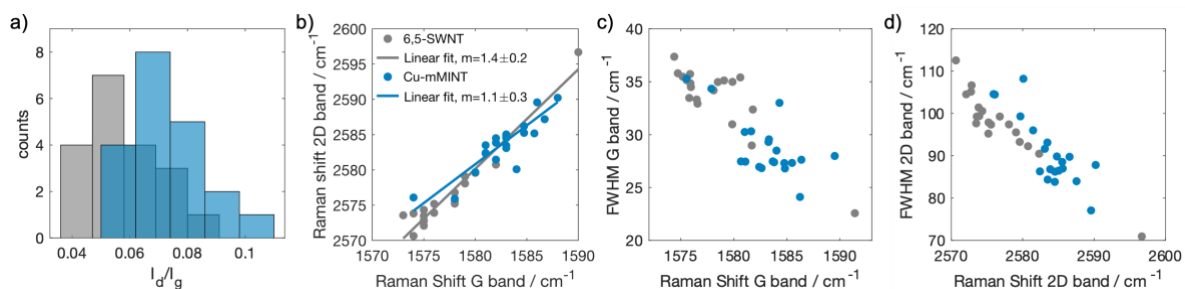 a)
counts
8
6
4
2
0
0.04 0.06 0.08 0.1
I_d/I_g
b)
Raman shift 2D band / cm⁻¹
2600
2595
2590
2585
2580
2575
2570
6,5-SWNT
Linear fit, m=1.4±0.2
Cu-mMINT
Linear fit, m=1.1±0.3
1570 1575 1580 1585 1590
Raman Shift G band / cm⁻¹
c)
FWHM G band / cm⁻¹
40
35
30
25
20
1575 1580 1585 1590
Raman Shift G band / cm⁻¹
d)
FWHM 2D band / cm⁻¹
120
110
100
90
80
70
2570 2580 2590 2600
Raman Shift 2D band / cm⁻¹